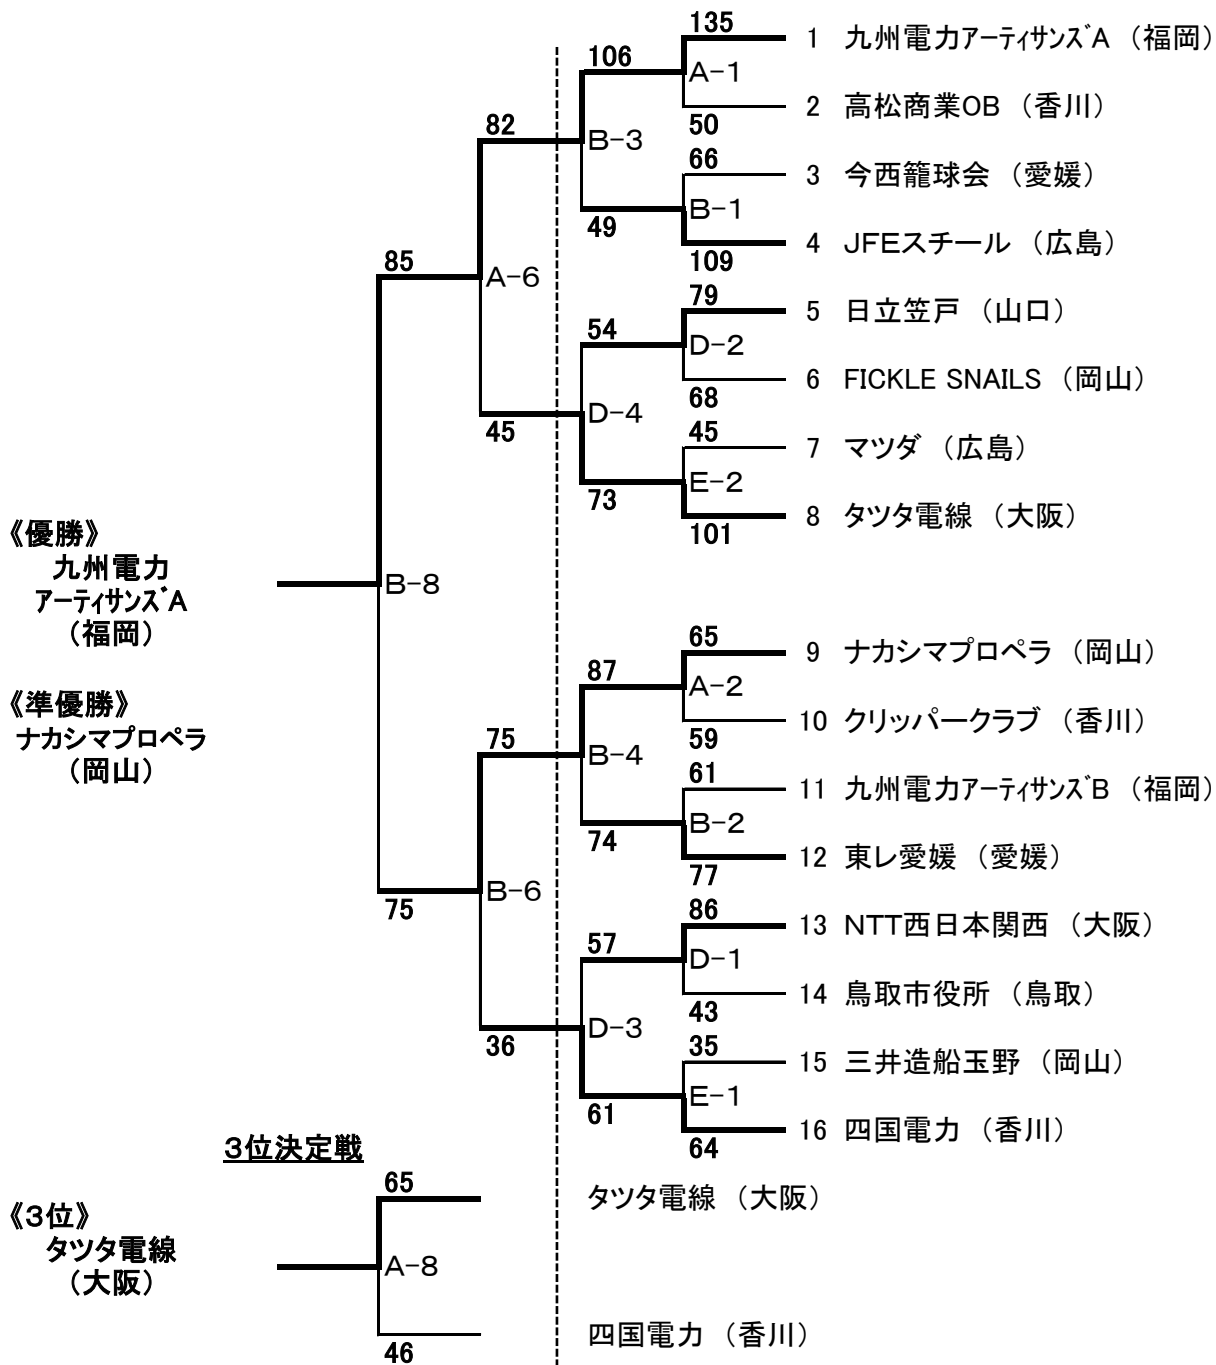 135
1 九州電力アーティサンズA （福岡）
106
A-1
2 高松商業OB （香川）
82
50
B-3
66
3 今西籠球会 （愛媛）
B-1
49
4 JFEスチール （広島）
85
109
A-6
79
5 日立笠戸 （山口）
54
D-2
6 FICKLE SNAILS （岡山）
68
D-4
45
45
7 マツダ （広島）
E-2
73
8 タツタ電線 （大阪）
101
《優勝》
九州電力
アーティサンズA
（福岡）
B-8
65
9 ナカシマプロペラ （岡山）
87
A-2
《準優勝》
ナカシマプロペラ
（岡山）
10 クリッパークラブ （香川）
75
59
B-4
61
11 九州電力アーティサンズB （福岡）
B-2
74
12 東レ愛媛 （愛媛）
77
B-6
75
86
13 NTT西日本関西 （大阪）
57
D-1
14 鳥取市役所 （鳥取）
43
D-3
36
35
15 三井造船玉野 （岡山）
E-1
61
16 四国電力 （香川）
64
3位決定戦
65
タツタ電線 （大阪）
《3位》
タツタ電線
（大阪）
A-8
四国電力 （香川）
46